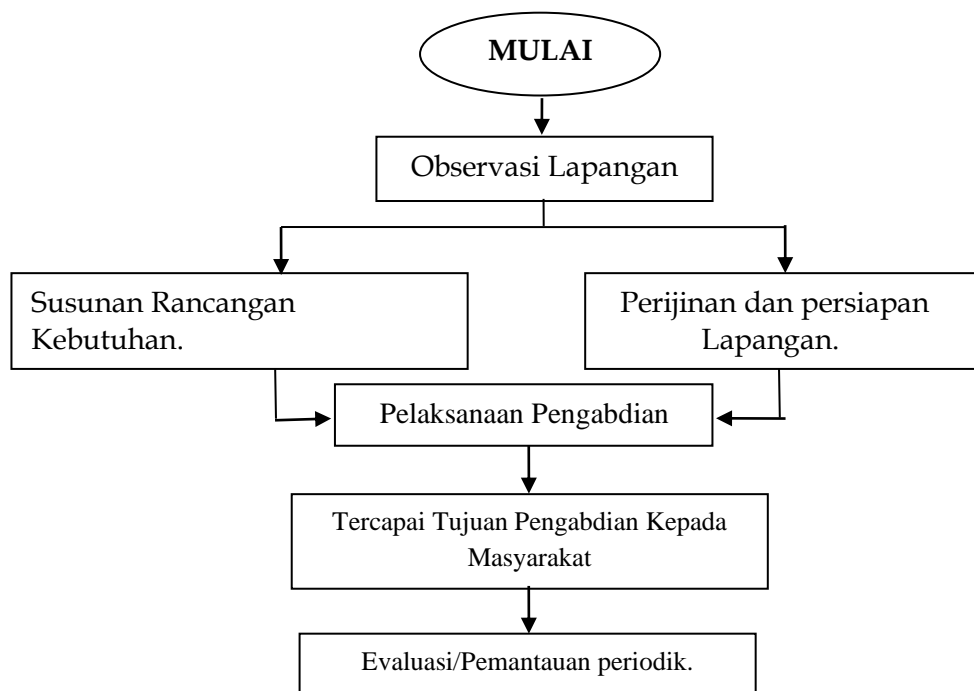 MULAI
Observasi Lapangan
Susunan Rancangan
Kebutuhan.
Perijinan dan persiapan
Lapangan.
Pelaksanaan Pengabdian
Tercapai Tujuan Pengabdian Kepada
Masyarakat
Evaluasi/Pemantauan periodik.